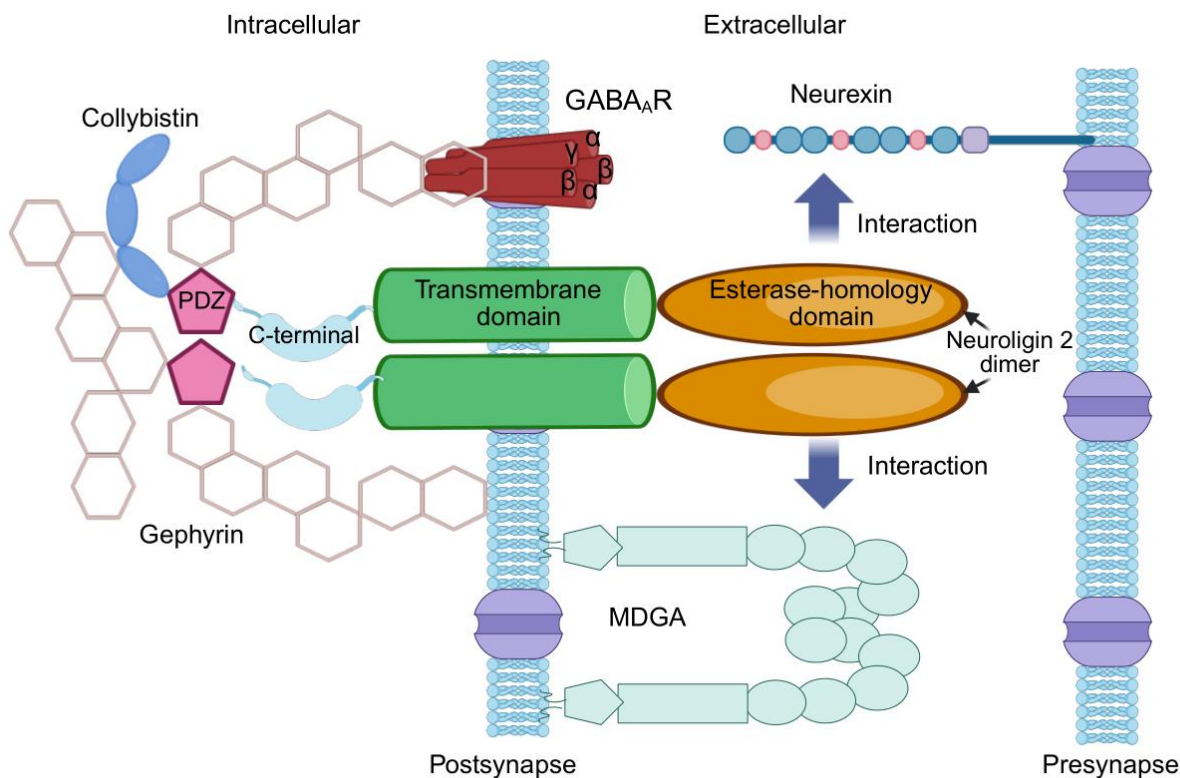 Intracellular
Extracellular
Collybistin
GABA_AR
Neurexin
α
γ
β
β
α
Interaction
PDZ
C-terminal
Transmembrane
domain
Esterase-homology
domain
Neuroligin 2
dimer
Interaction
Gephyrin
MDGA
Postsynapse
Presynapse